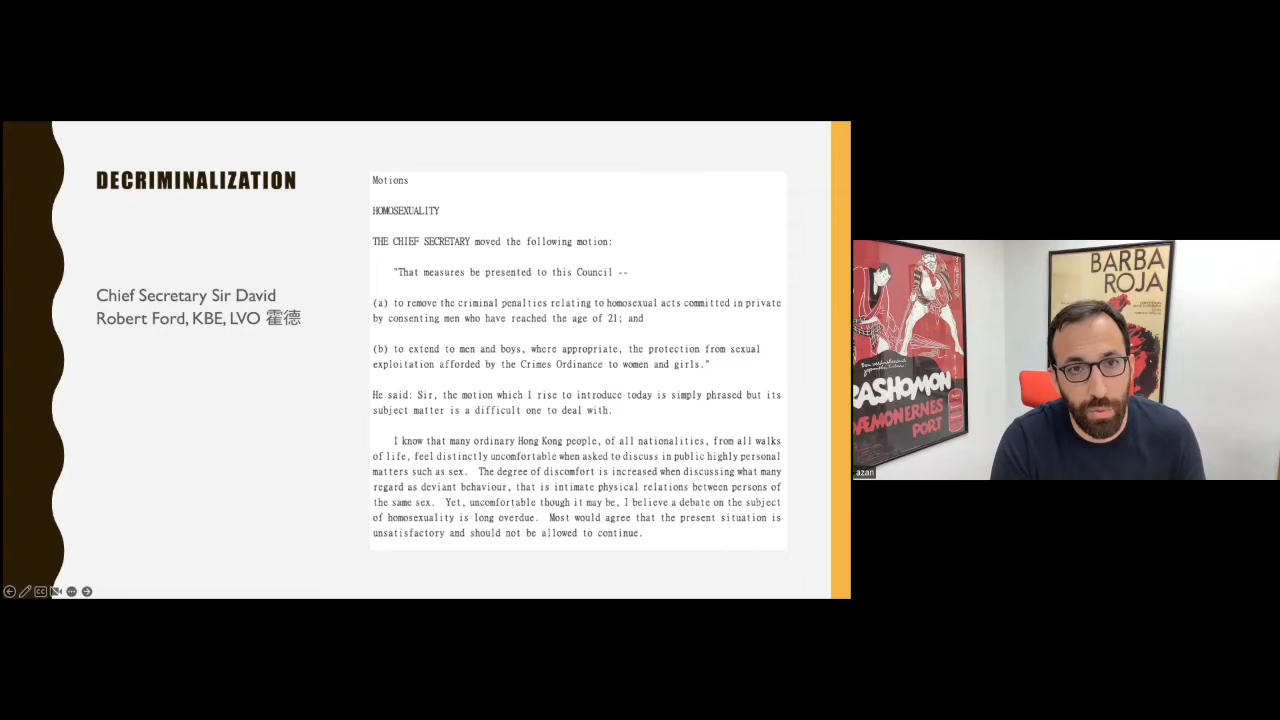 DECRIMINALIZATION
Chief Secretary Sir David
Robert Ford, KBE, LVO 霍德
Motions
HOMOSEXUALITY
THE CHIEF SECRETARY moved the following motion:
"That measures be presented to this Council --
(a) to remove the criminal penalties relating to homosexual acts committed in private
by consenting men who have reached the age of 21; and
(b) to extend to men and boys, where appropriate, the protection from sexual
exploitation afforded by the Crimes Ordinance to women and girls."
He said: Sir, the motion which I rise to introduce today is simply phrased but its
subject matter is a difficult one to deal with.
I know that many ordinary Hong Kong people, of all nationalities, from all walks
of life, feel distinctly uncomfortable when asked to discuss in public highly personal
matters such as sex. The degree of discomfort is increased when discussing what many
regard as deviant behaviour, that is intimate physical relations between persons of
the same sex. Yet, uncomfortable though it may be, I believe a debate on the subject
of homosexuality is long overdue. Most would agree that the present situation is
unsatisfactory and should not be allowed to continue.
CC
RASHOMON
DÆMONERNES
PORT
BARBA
ROJA
azan